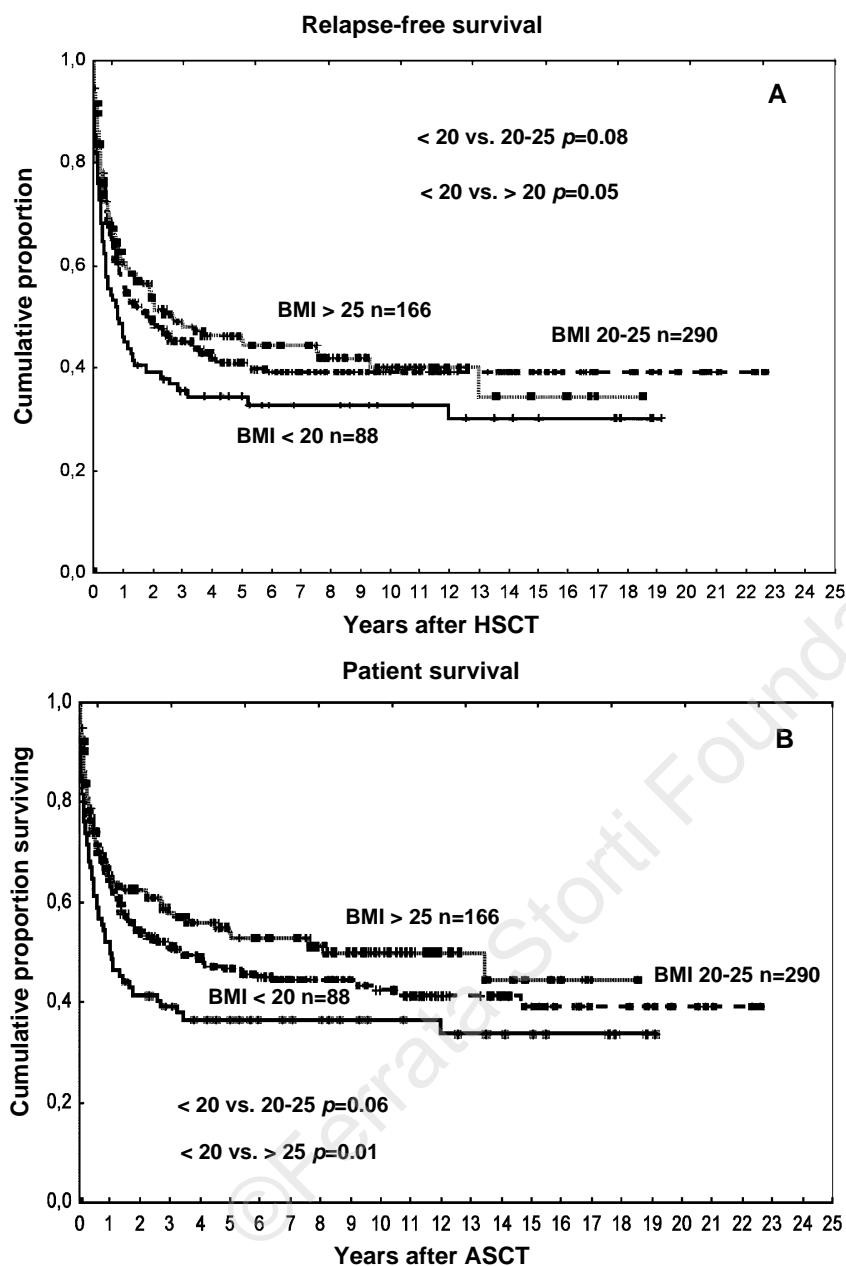 Relapse-free survival
A
< 20 vs. 20-25 p=0.08
< 20 vs. > 20 p=0.05
BMI > 25 n=166
BMI 20-25 n=290
BMI < 20 n=88
Cumulative proportion
1,0
0,8
0,6
0,4
0,2
0,0
0 1 2 3 4 5 6 7 8 9 10 11 12 13 14 15 16 17 18 19 20 21 22 23 25
Years after HSCT
Patient survival
B
BMI > 25 n=166
BMI 20-25 n=290
BMI < 20 n=88
< 20 vs. 20-25 p=0.06
< 20 vs. > 25 p=0.01
Cumulative proportion surviving
1,0
0,8
0,6
0,4
0,2
0,0
0 1 2 3 4 5 6 7 8 9 10 11 12 13 14 15 16 17 18 19 20 21 22 23 25
Years after ASCT
©Ferrata Storti Founda